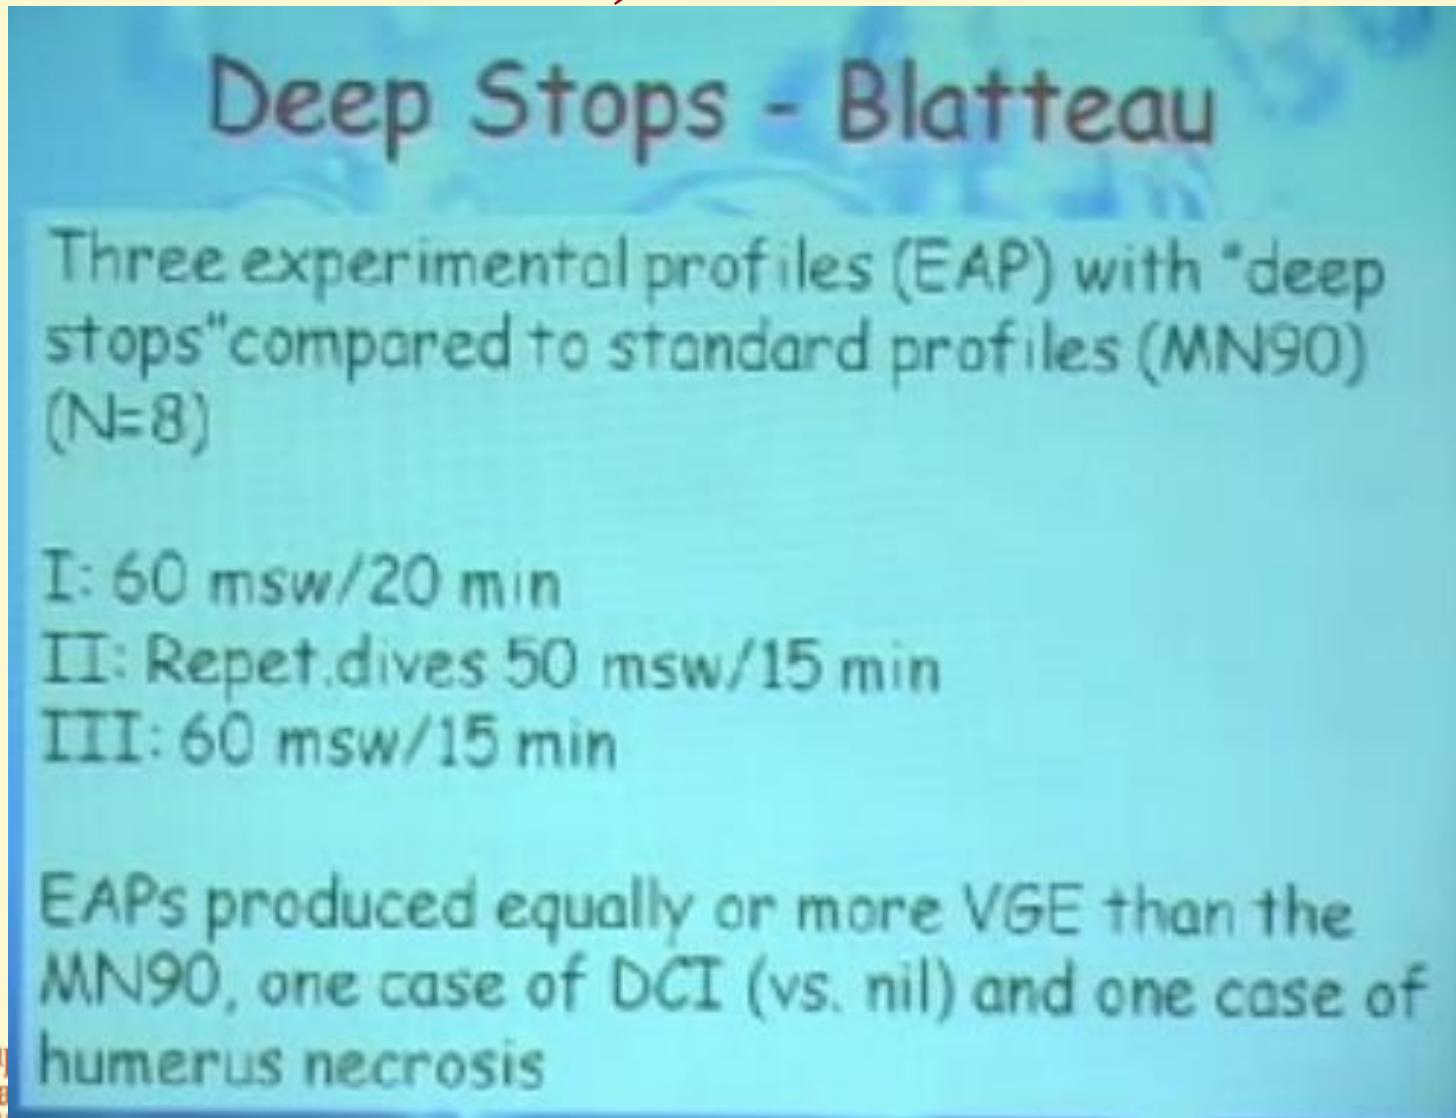 Deep Stops - Blatteau
Three experimental profiles (EAP) with "deep
stops"compared to standard profiles (MN90)
(N=8)
I: 60 msw/20 min
II: Repet.dives 50 msw/15 min
III: 60 msw/15 min
EAPs produced equally or more VGE than the
MN90, one case of DCI (vs. nil) and one case of
humerus necrosis